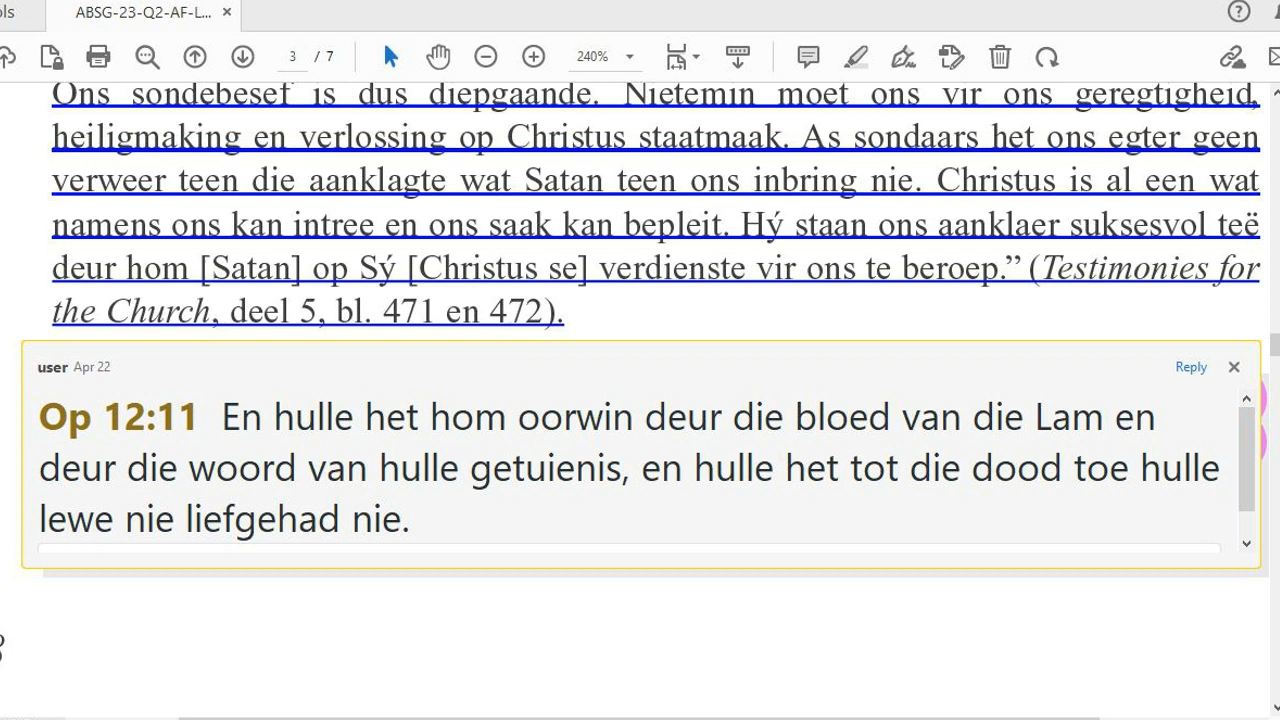 ols
ABSG-23-Q2-AF-L... ×
3 / 7
240%
Ons sondebesef is dus diepgaande. Nietemin moet ons vir ons geregtigheid,
heiligmaking en verlossing op Christus staatmaak. As sondaars het ons egter geen
verweer teen die aanklagte wat Satan teen ons inbring nie. Christus is al een wat
namens ons kan intree en ons saak kan bepleit. Hý staan ons aanklaer suksesvol teë
deur hom [Satan] op Sý [Christus se] verdienste vir ons te beroep.” (Testimonies for
the Church, deel 5, bl. 471 en 472).
user Apr 22
Reply ×
Op 12:11 En hulle het hom oorwin deur die bloed van die Lam en
deur die woord van hulle getuienis, en hulle het tot die dood toe hulle
lewe nie liefgehad nie.